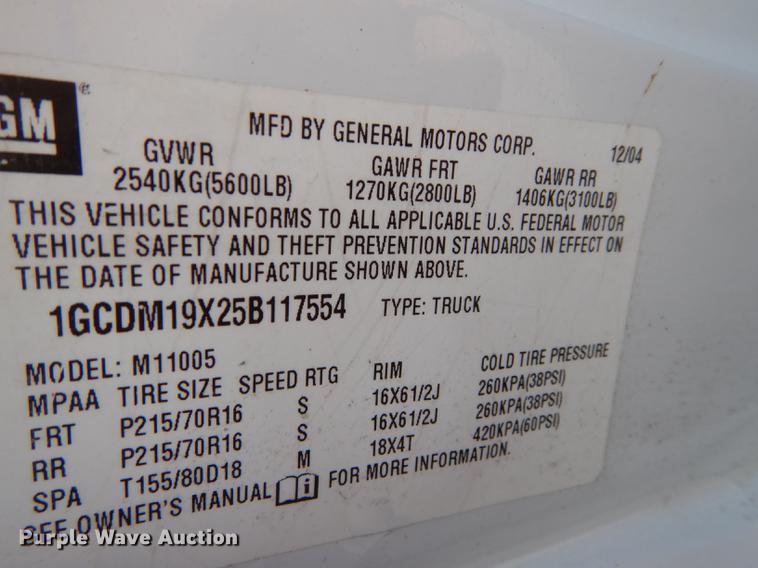 GM ®
MFD BY GENERAL MOTORS CORP. 12/04
GVWR GAWR FRT GAWR RR
2540KG(5600LB) 1270KG(2800LB) 1406KG(3100LB)
THIS VEHICLE CONFORMS TO ALL APPLICABLE U.S. FEDERAL MOTOR
VEHICLE SAFETY AND THEFT PREVENTION STANDARDS IN EFFECT ON
THE DATE OF MANUFACTURE SHOWN ABOVE.
1GCDM19X25B117554 TYPE: TRUCK
MODEL: M11005
MPAA TIRE SIZE SPEED RTG RIM COLD TIRE PRESSURE
FRT P215/70R16 S 16X61/2J 260KPA(38PSI)
RR P215/70R16 S 16X61/2J 260KPA(38PSI)
SPA T155/80D18 M 18X4T 420KPA(60PSI)
SEE OWNER'S MANUAL FOR MORE INFORMATION.
Purple Wave Auction